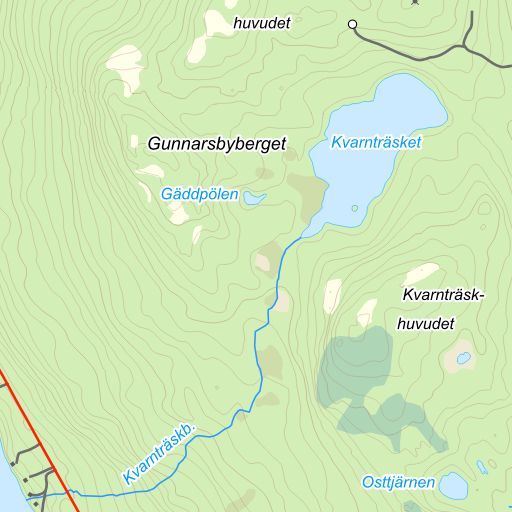 huvudet
Kvarnträsket
Gunnarsbyberget
Gäddpölen
Kvarnträsk-
huvudet
Kvarnträskb.
Osttjärnen